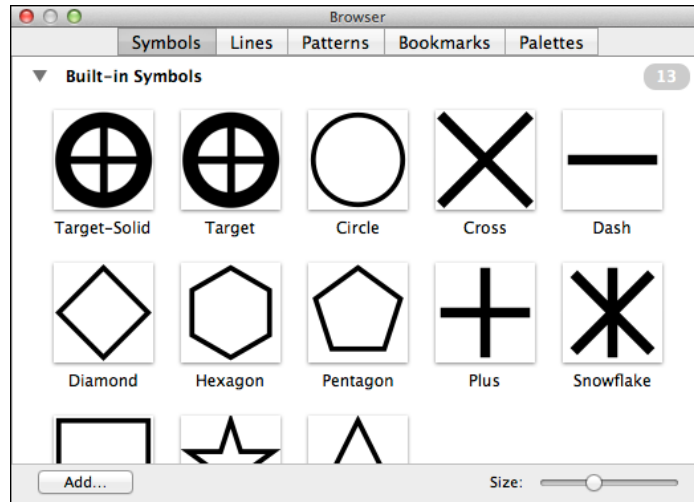 Browser
Symbols Lines Patterns Bookmarks Palettes
Built-in Symbols 13
Target-Solid Target Circle Cross Dash
Diamond Hexagon Pentagon Plus Snowflake
Add... Size: